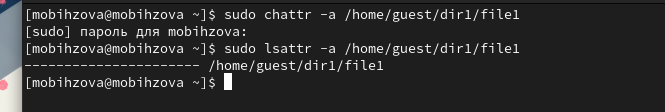 [mobihzova@mobihzova ~]$ sudo chattr -a /home/guest/dir1/file1
[sudo] пароль для mobihzova:
[mobihzova@mobihzova ~]$ sudo lsattr -a /home/guest/dir1/file1
---------------------- /home/guest/dir1/file1
[mobihzova@mobihzova ~]$